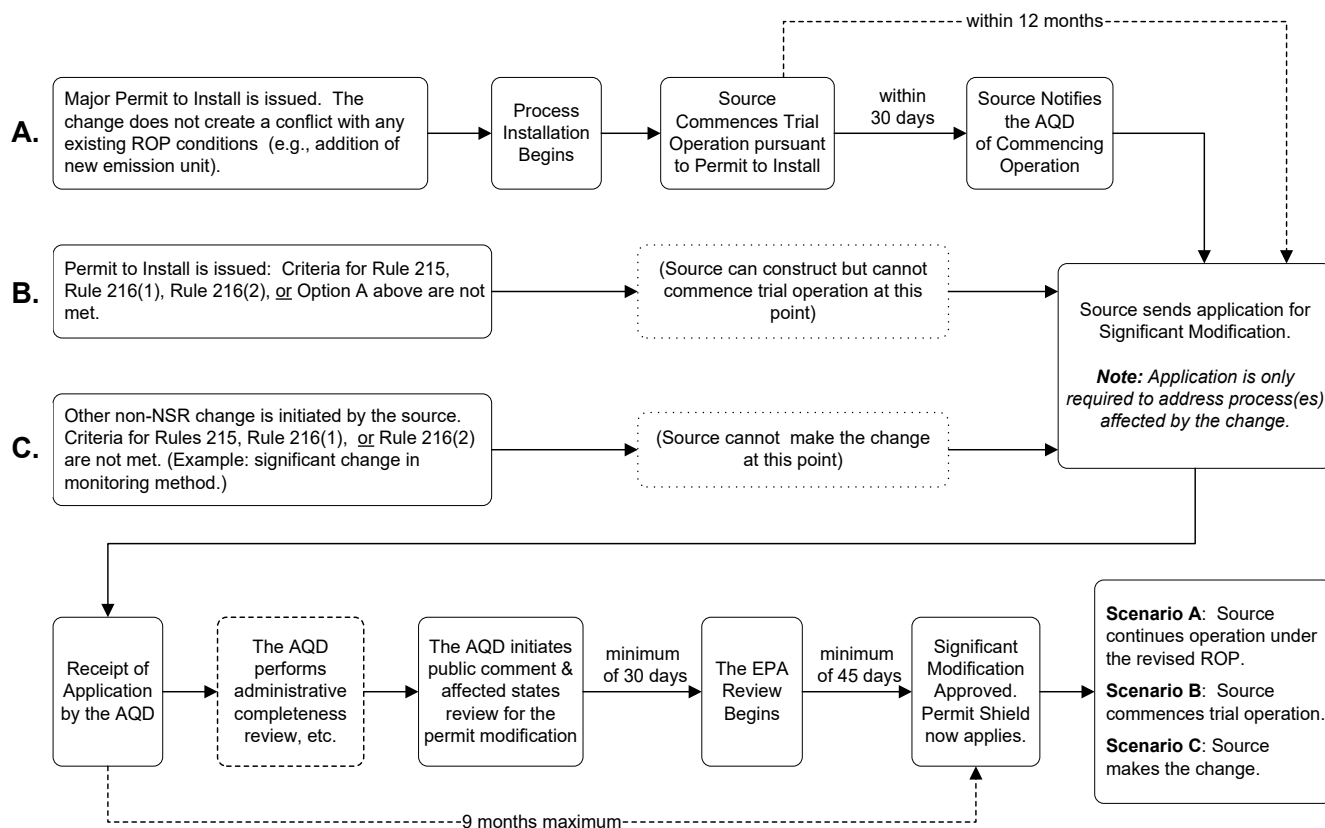 within 12 months
A.
Major Permit to Install is issued. The
change does not create a conflict with any
existing ROP conditions (e.g., addition of
new emission unit).
Process
Installation
Begins
Source
Commences Trial
Operation pursuant
to Permit to Install
within
30 days
Source Notifies
the AQD
of Commencing
Operation
B.
Permit to Install is issued: Criteria for Rule 215,
Rule 216(1), Rule 216(2), or Option A above are not
met.
(Source can construct but cannot
commence trial operation at this
point)
Source sends application for
Significant Modification.
Note: Application is only
required to address process(es)
affected by the change.
C.
Other non-NSR change is initiated by the source.
Criteria for Rules 215, Rule 216(1), or Rule 216(2)
are not met. (Example: significant change in
monitoring method.)
(Source cannot make the change
at this point)
Receipt of
Application
by the AQD
The AQD
performs
administrative
completeness
review, etc.
The AQD initiates
public comment &
affected states
review for the
permit modification
minimum
of 30 days
The EPA
Review
Begins
minimum
of 45 days
Significant
Modification
Approved.
Permit Shield
now applies.
Scenario A: Source
continues operation under
the revised ROP.
Scenario B: Source
commences trial operation.
Scenario C: Source
makes the change.
9 months maximum